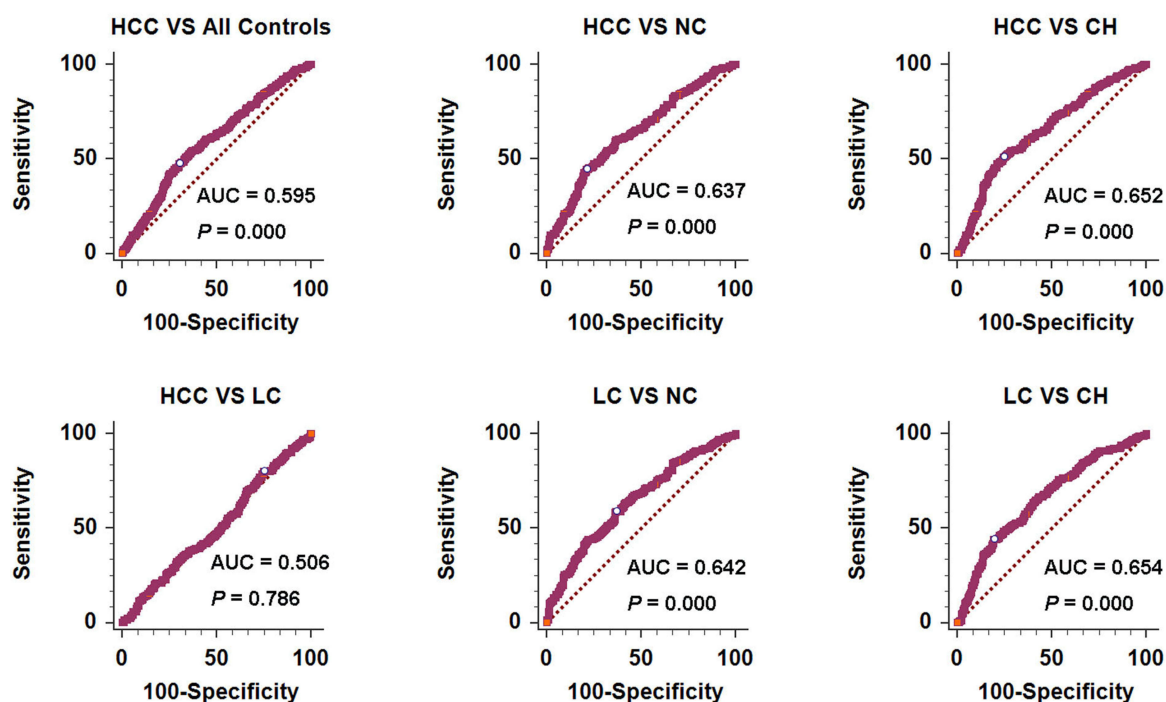 HCC VS All Controls
Sensitivity
100
50
0
AUC = 0.595
P = 0.000
0 50 100
100-Specificity
HCC VS NC
Sensitivity
100
50
0
AUC = 0.637
P = 0.000
0 50 100
100-Specificity
HCC VS CH
Sensitivity
100
50
0
AUC = 0.652
P = 0.000
0 50 100
100-Specificity
HCC VS LC
Sensitivity
100
50
0
AUC = 0.506
P = 0.786
0 50 100
100-Specificity
LC VS NC
Sensitivity
100
50
0
AUC = 0.642
P = 0.000
0 50 100
100-Specificity
LC VS CH
Sensitivity
100
50
0
AUC = 0.654
P = 0.000
0 50 100
100-Specificity